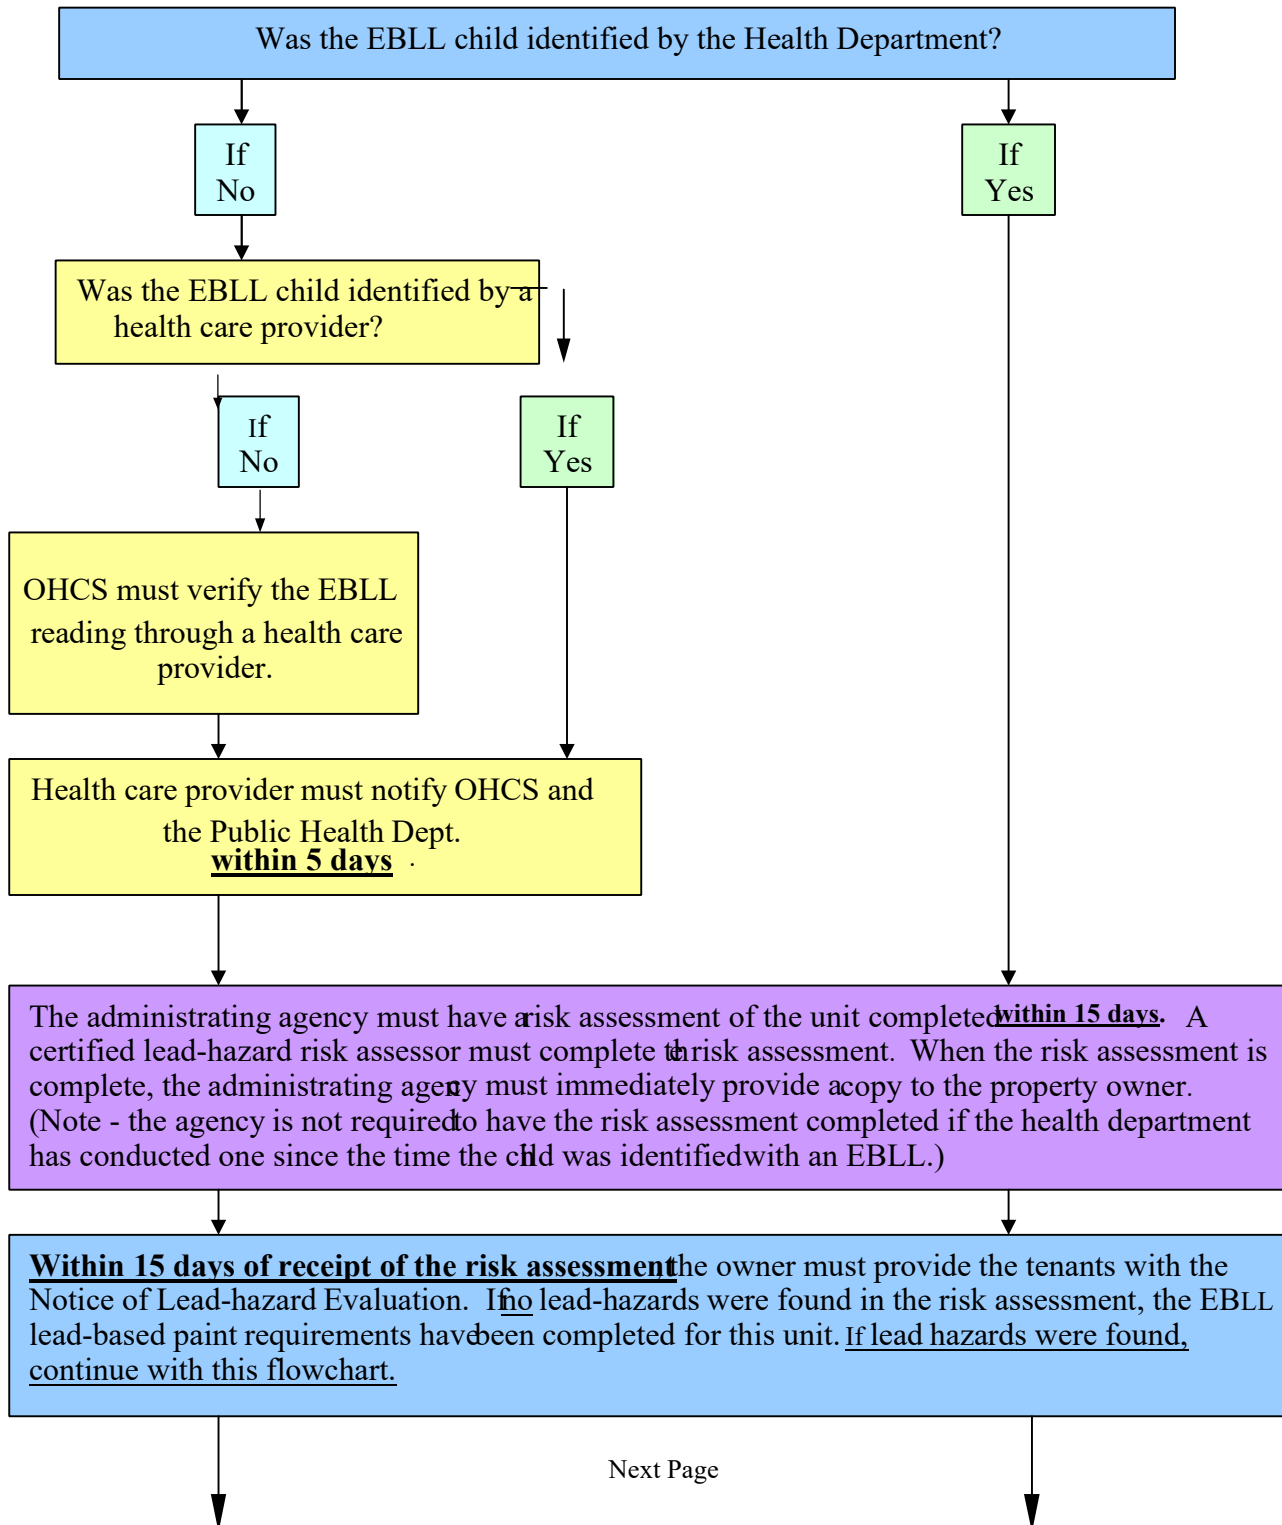 Was the EBLL child identified by the Health Department?
If
No
If
Yes
Was the EBLL child identified by a
health care provider?
If
No
If
Yes
OHCS must verify the EBLL
reading through a health care
provider.
Health care provider must notify OHCS and
the Public Health Dept.
within 5 days .
The administrating agency must have a risk assessment of the unit completed within 15 days. A
certified lead-hazard risk assessor must complete the risk assessment. When the risk assessment is
complete, the administrating agency must immediately provide a copy to the property owner.
(Note - the agency is not required to have the risk assessment completed if the health department
has conducted one since the time the child was identified with an EBLL.)
Within 15 days of receipt of the risk assessment, the owner must provide the tenants with the
Notice of Lead-hazard Evaluation. If no lead-hazards were found in the risk assessment, the EBLL
lead-based paint requirements have been completed for this unit. If lead hazards were found,
continue with this flowchart.
Next Page